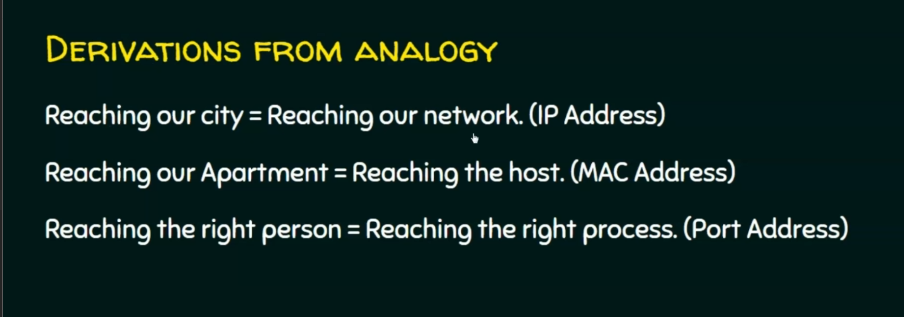 Derivations from analogy
Reaching our city = Reaching our network. (IP Address)
Reaching our Apartment = Reaching the host. (MAC Address)
Reaching the right person = Reaching the right process. (Port Address)